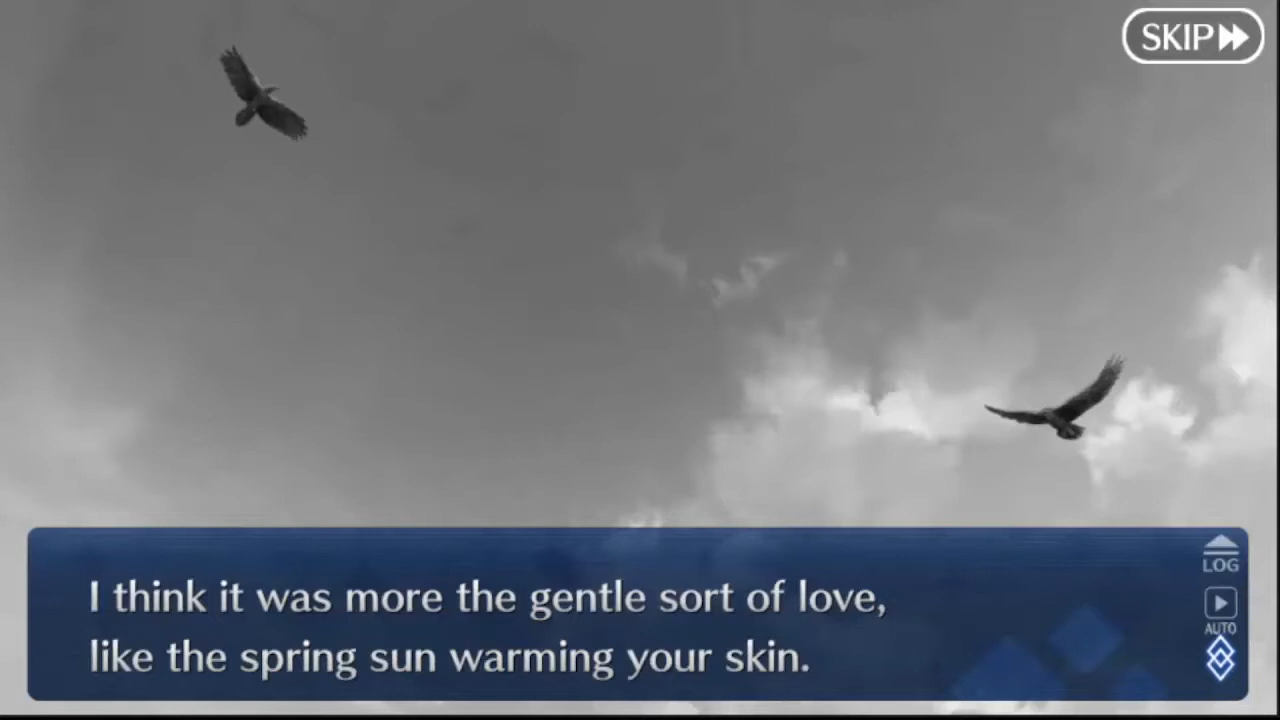 SKIP
I think it was more the gentle sort of love,
like the spring sun warming your skin.
LOG
AUTO